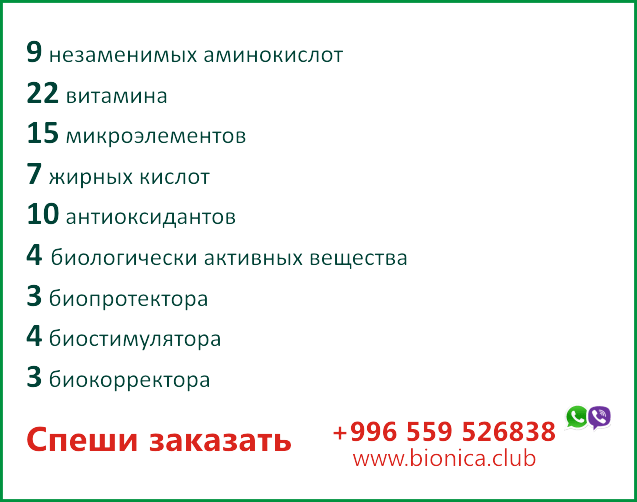 9 незаменимых аминокислот
22 витамина
15 микроэлементов
7 жирных кислот
10 антиоксидантов
4 биологически активных вещества
3 биопротектора
4 биостимулятора
3 биокорректора
Спеши заказать
+996 559 526838
www.bionica.club